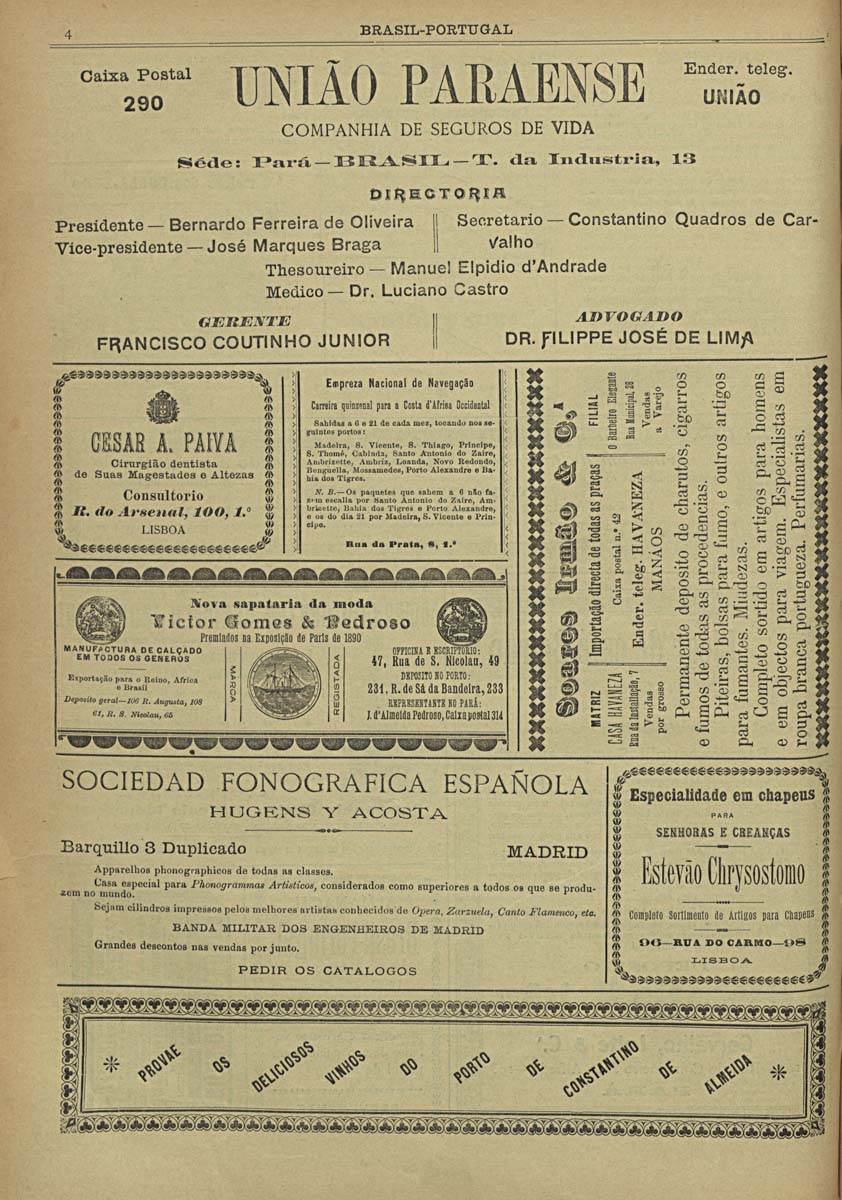 4
BRASIL-PORTUGAL
Caixa Postal
290
UNIÃO PARAENSE
Ender. teleg.
UNIÃO
COMPANHIA DE SEGUROS DE VIDA
Séde: Pará — BRASIL — T. da Industria, 13
DIRECTORIA
Presidente — Bernardo Ferreira de Oliveira
Vice-presidente — José Marques Braga
Secretario — Constantino Quadros de Car-
valho
Thesoureiro — Manuel Elpidio d'Andrade
Medico — Dr. Luciano Castro
GERENTE
FRANCISCO COUTINHO JUNIOR
ADVOGADO
DR. FILIPPE JOSÉ DE LIMA
CESAR A. PAIVA
Cirurgião dentista
de Suas Magestades e Altezas
Consultorio
R. do Arsenal, 100, 1.º
LISBOA
Empreza Nacional de Navegação
Carreira quinzenal para a Costa d'Africa Occidental
Sahidas a 6 e 21 de cada mez, tocando nos se-
guintes portos:
Madeira, S. Vicente, S. Thiago, Principe,
S. Thomé, Cabinda, Santo Antonio do Zaire,
Ambrizette, Ambriz, Loanda, Novo Redondo,
Benguella, Mossamedes, Porto Alexandre e Ba-
hia dos Tigres.
N. B.—Os paquetes que sahem a 6 não fa-
zem escalla por Santo Antonio do Zaire, Am-
brizette, Bahia dos Tigres e Porto Alexandre,
e os do dia 21 por Madeira, S. Vicente e Prin-
cipe.
Rua da Prata, 8, 1.º
Soares Irmão & C.ª
MATRIZ
CASA HAVANEZA
Rua da Installação, 7
Vendas
por grosso
Importação directa de todas as praças
Caixa postal n.º 42
Ender. teleg. HAVANEZA
MANÁOS
FILIAL
O Barbeiro Elegante
Rua Municipal, 26
Vendas
a Varejo
Permanente deposito de charutos, cigarros
e fumos de todas as procedencias.
Piteiras, bolsas para fumo, e outros artigos
para fumantes. Miudezas.
Completo sortido em artigos para homens
e em objectos para viagem. Especialistas em
roupa branca portugueza. Perfumarias.
Nova sapataria da moda
Victor Gomes & Pedroso
Premiados na Exposição de Paris de 1890
MANUFACTURA DE CALÇADO
EM TODOS OS GENEROS
Exportação para o Reino, Africa
e Brasil
Deposito geral—106 R. Augusta, 108
61, R. S. Nicolau, 65
MARCA
REGISTADA
OFFICINA E ESCRIPTORIO:
47, Rua de S. Nicolau, 49
DEPOSITO NO PORTO:
231, R. de Sá da Bandeira, 233
REPRESENTANTE NO PARÁ:
J. d'Almeida Pedroso, Caixa postal 314
SOCIEDAD FONOGRAFICA ESPAÑOLA
HUGENS Y ACOSTA
Barquillo 3 Duplicado
MADRID
Apparelhos phonographicos de todas as classes.
Casa especial para Phonogrammas Artisticos, considerados como superiores a todos os que se produ-
zem no mundo.
Sejam cilindros impressos pelos melhores artistas conhecidos de Opera, Zarzuela, Canto Flamenco, etc.
BANDA MILITAR DOS ENGENHEIROS DE MADRID
Grandes descontos nas vendas por junto.
PEDIR OS CATALOGOS
Especialidade em chapeus
PARA
SENHORAS E CREANÇAS
Estevão Chrysostomo
Completo Sortimento de Artigos para Chapeus
96—RUA DO CARMO—98
LISBOA
PROVAE OS DELICIOSOS VINHOS DO PORTO DE CONSTANTINO DE ALMEIDA